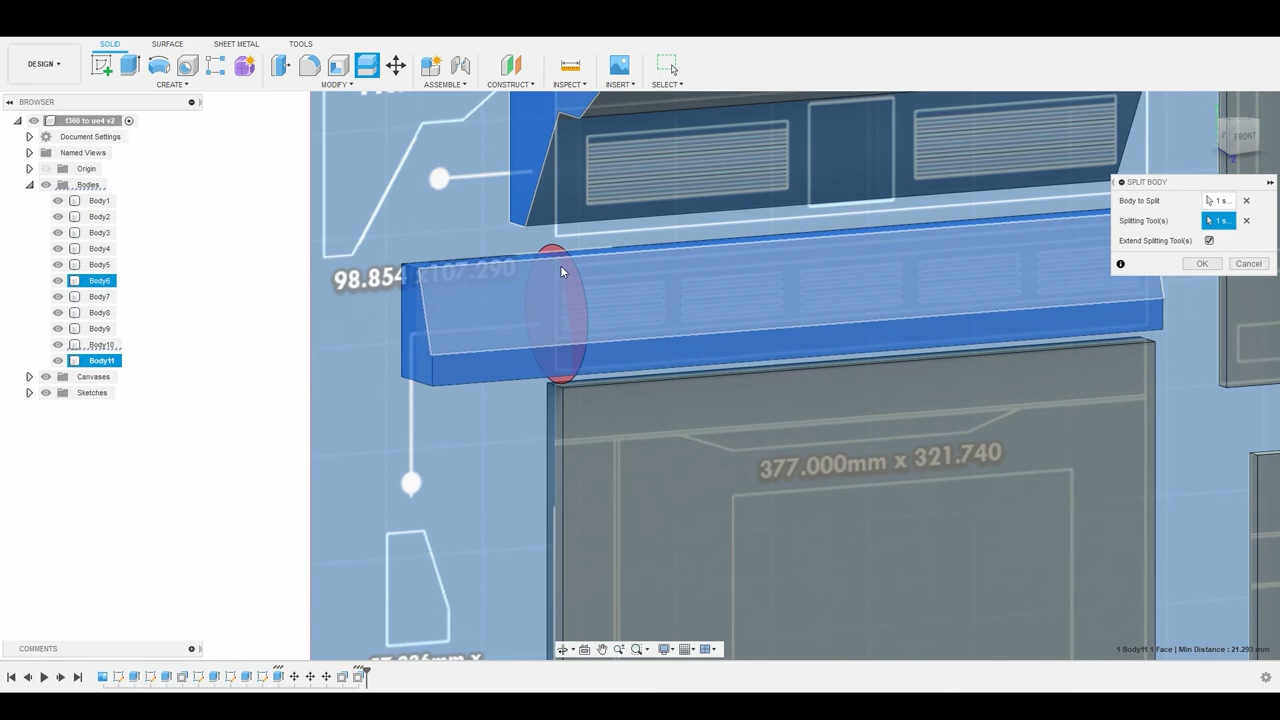 SOLID SURFACE SHEET METAL TOOLS
DESIGN
CREATE MODIFY ASSEMBLE CONSTRUCT INSPECT INSERT SELECT
BROWSER
f360 to ue4 v2
Document Settings
Named Views
Origin
Bodies
Body1
Body2
Body3
Body4
Body5
Body6
Body7
Body8
Body9
Body10
Body11
Canvases
Sketches
FRONT
Z
SPLIT BODY
Body to Split 1 s...
Splitting Tool(s) 1 s...
Extend Splitting Tool(s)
OK Cancel
98.854 x107.290
377.000mm x 321.740
COMMENTS
1 Body11 1 Face | Min Distance : 21.293 mm